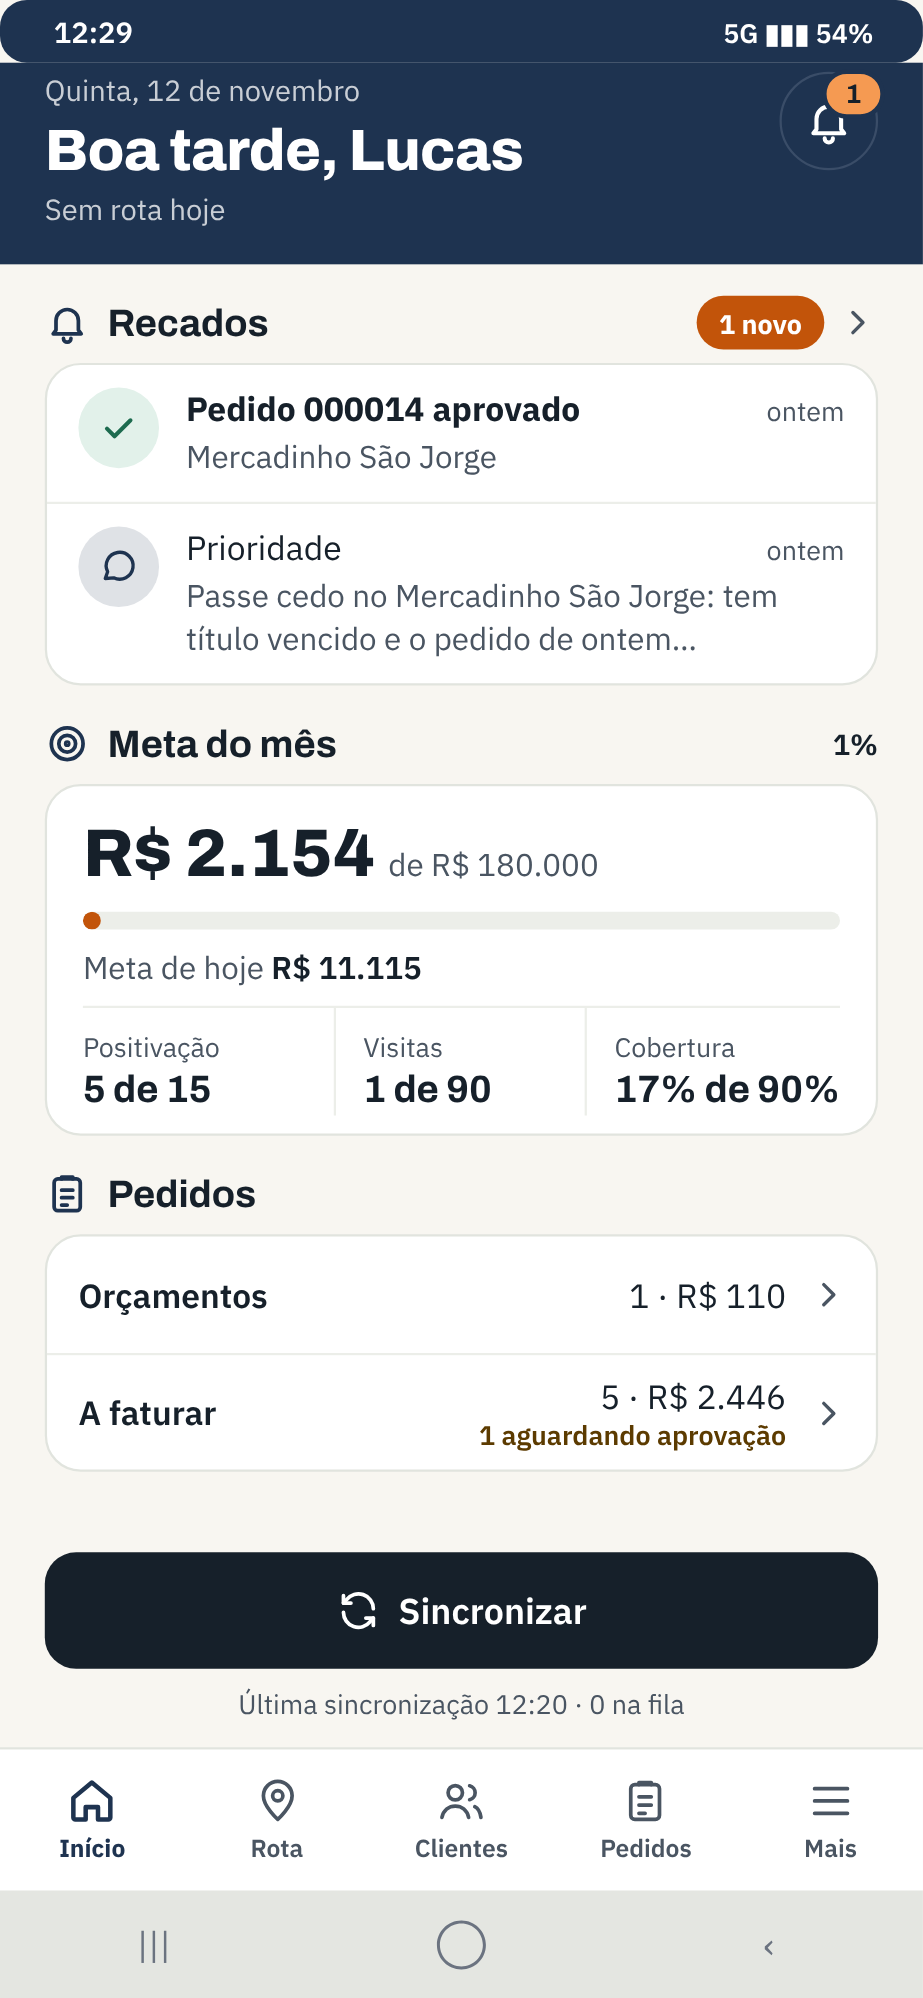 12:29
5G 54%
Quinta, 12 de novembro
1
Boa tarde, Lucas
Sem rota hoje
Recados
1 novo
Pedido 000014 aprovado
ontem
Mercadinho São Jorge
Prioridade
ontem
Passe cedo no Mercadinho São Jorge: tem
título vencido e o pedido de ontem...
Meta do mês
1%
R$ 2.154 de R$ 180.000
Meta de hoje R$ 11.115
Positivação
Visitas
Cobertura
5 de 15
1 de 90
17% de 90%
Pedidos
Orçamentos
1 · R$ 110
A faturar
5 · R$ 2.446
1 aguardando aprovação
Sincronizar
Última sincronização 12:20 · 0 na fila
Início
Rota
Clientes
Pedidos
Mais